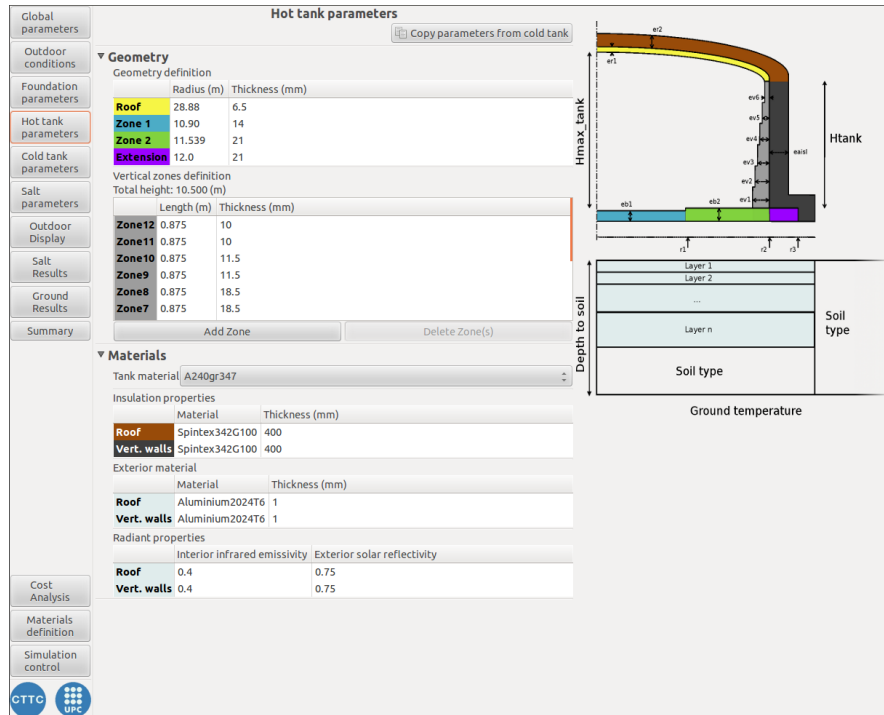 Hot tank parameters
Copy parameters from cold tank
Global
parameters
Outdoor
conditions
Foundation
parameters
Hot tank
parameters
Cold tank
parameters
Salt
parameters
Outdoor
Display
Salt
Results
Ground
Results
Summary
Cost
Analysis
Materials
definition
Simulation
control
CTTC
UPC
Geometry
Geometry definition
Radius (m) Thickness (mm)
Roof 28.88 6.5
Zone 1 10.90 14
Zone 2 11.539 21
Extension 12.0 21
Vertical zones definition
Total height: 10.500 (m)
Length (m) Thickness (mm)
Zone12 0.875 10
Zone11 0.875 10
Zone10 0.875 11.5
Zone9 0.875 11.5
Zone8 0.875 18.5
Zone7 0.875 18.5
Add Zone Delete Zone(s)
Materials
Tank material A240gr347
Insulation properties
Material Thickness (mm)
Roof Spintex342G100 400
Vert. walls Spintex342G100 400
Exterior material
Material Thickness (mm)
Roof Aluminium2024T6 1
Vert. walls Aluminium2024T6 1
Radiant properties
Interior infrared emissivity Exterior solar reflectivity
Roof 0.4 0.75
Vert. walls 0.4 0.75
er2
er1
Hmax_tank
ev6
ev5
ev4
ev3
ev2
ev1
eaisl
Htank
eb1
eb2
r1
r2
r3
Depth to soil
Layer 1
Layer 2
...
Layer n
Soil type
Soil
type
Ground temperature